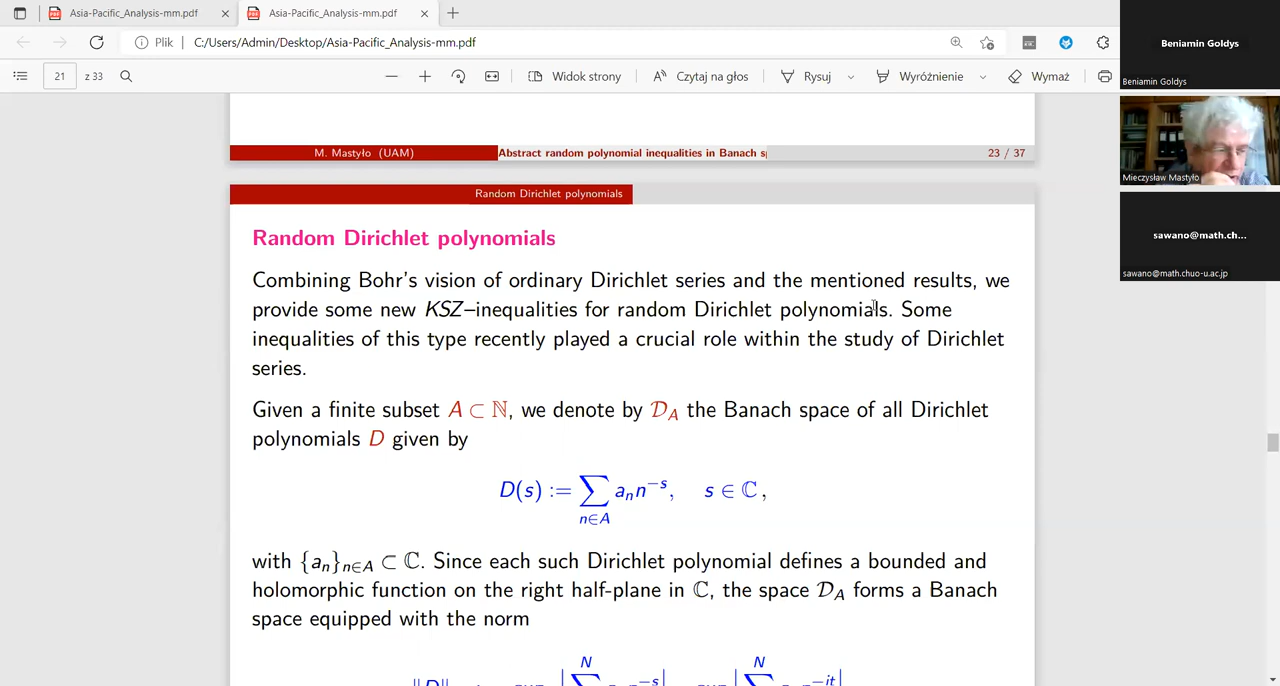 Asia-Pacific_Analysis-mm.pdf
Asia-Pacific_Analysis-mm.pdf
Plik
C:/Users/Admin/Desktop/Asia-Pacific_Analysis-mm.pdf
21
z 33
Widok strony
Czytaj na głos
Rysuj
Wyróżnienie
Wymaż
Beniamin Goldys
Beniamin Goldys
Mieczysław Mastyło
sawano@math.ch...
sawano@math.chuo-u.ac.jp
M. Mastyło (UAM)
Abstract random polynomial inequalities in Banach sp
23 / 37
Random Dirichlet polynomials
Random Dirichlet polynomials
Combining Bohr's vision of ordinary Dirichlet series and the mentioned results, we
provide some new KSZ–inequalities for random Dirichlet polynomials. Some
inequalities of this type recently played a crucial role within the study of Dirichlet
series.
Given a finite subset A ⊂ ℕ, we denote by 𝒟_A the Banach space of all Dirichlet
polynomials D given by
D(s) := ∑_{n∈A} a_n n^{-s}, s ∈ ℂ,
with {a_n}_{n∈A} ⊂ ℂ. Since each such Dirichlet polynomial defines a bounded and
holomorphic function on the right half-plane in ℂ, the space 𝒟_A forms a Banach
space equipped with the norm